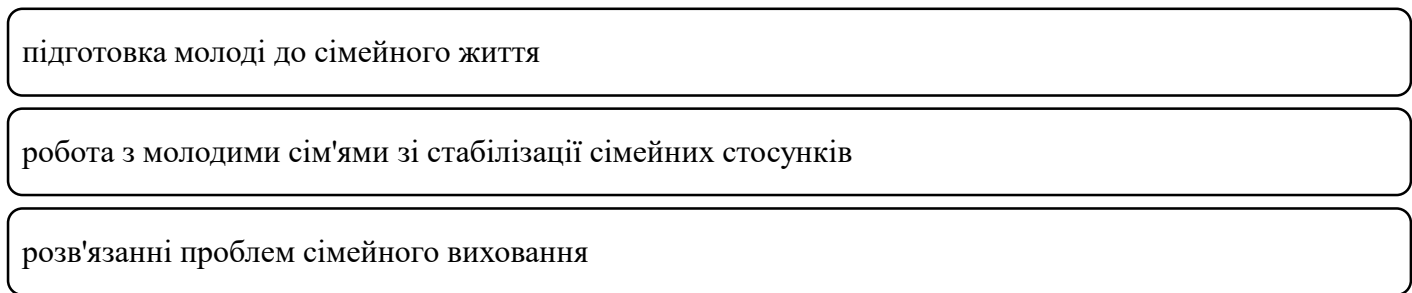 підготовка молоді до сімейного життя
робота з молодими сім'ями зі стабілізації сімейних стосунків
розв'язанні проблем сімейного виховання